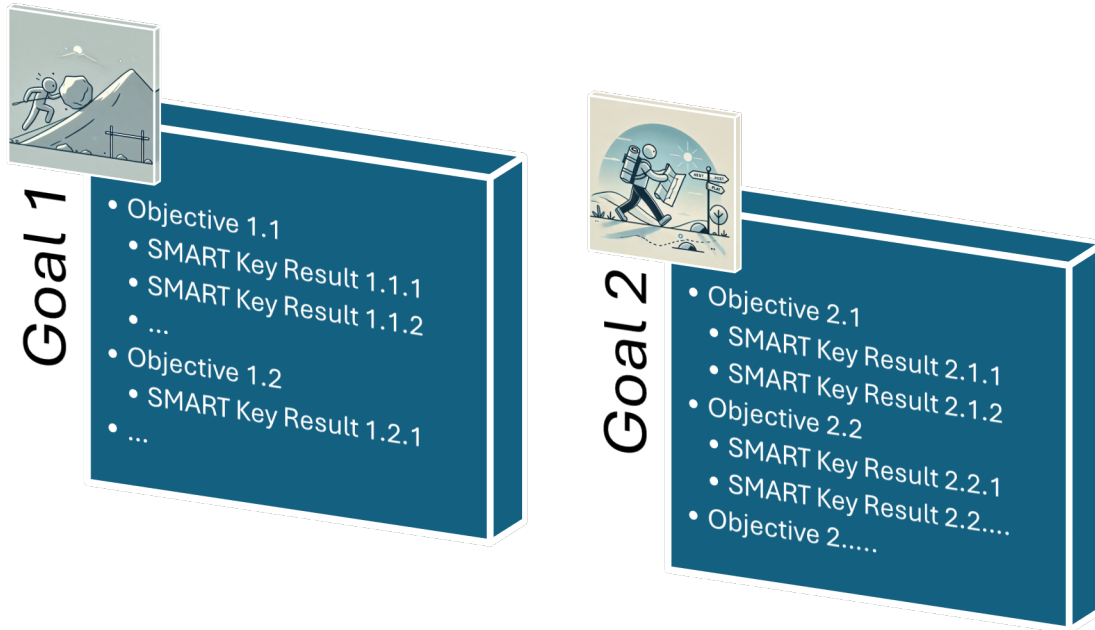 Goal 1
• Objective 1.1
• SMART Key Result 1.1.1
• SMART Key Result 1.1.2
• ...
• Objective 1.2
• SMART Key Result 1.2.1
• ...
Goal 2
• Objective 2.1
• SMART Key Result 2.1.1
• SMART Key Result 2.1.2
• Objective 2.2
• SMART Key Result 2.2.1
• SMART Key Result 2.2....
• Objective 2.....